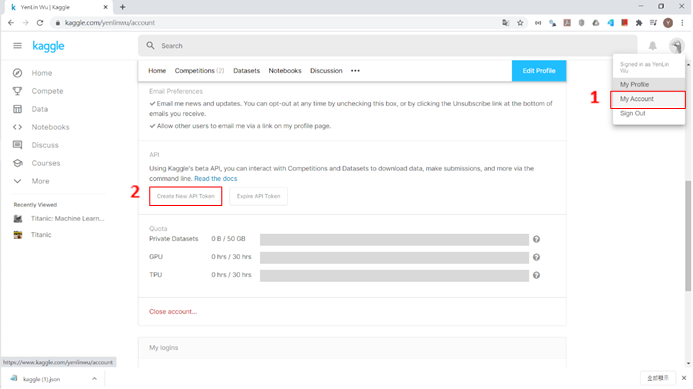 YenLin Wu | Kaggle
kaggle.com/yenlinwu/account
kaggle
Search
Signed in as YenLin
Wu
My Profile
1
My Account
Sign Out
Home
Compete
Data
Notebooks
Discuss
Courses
More
Recently Viewed
Titanic: Machine Learn...
Titanic
Home
Competitions (2)
Datasets
Notebooks
Discussion
•••
Edit Profile
Email Preferences
Email me news and updates. You can opt-out at any time by unchecking this box, or by clicking the Unsubscribe link at the bottom of
emails you receive.
Allow other users to email me via a link on my profile page.
API
Using Kaggle's beta API, you can interact with Competitions and Datasets to download data, make submissions, and more via the
command line. Read the docs
2
Create New API Token
Expire API Token
Quota
Private Datasets 0 B / 50 GB
GPU 0 hrs / 30 hrs
TPU 0 hrs / 30 hrs
Close account...
My logins
https://www.kaggle.com/yenlinwu/account
kaggle (1).json
全部顯示